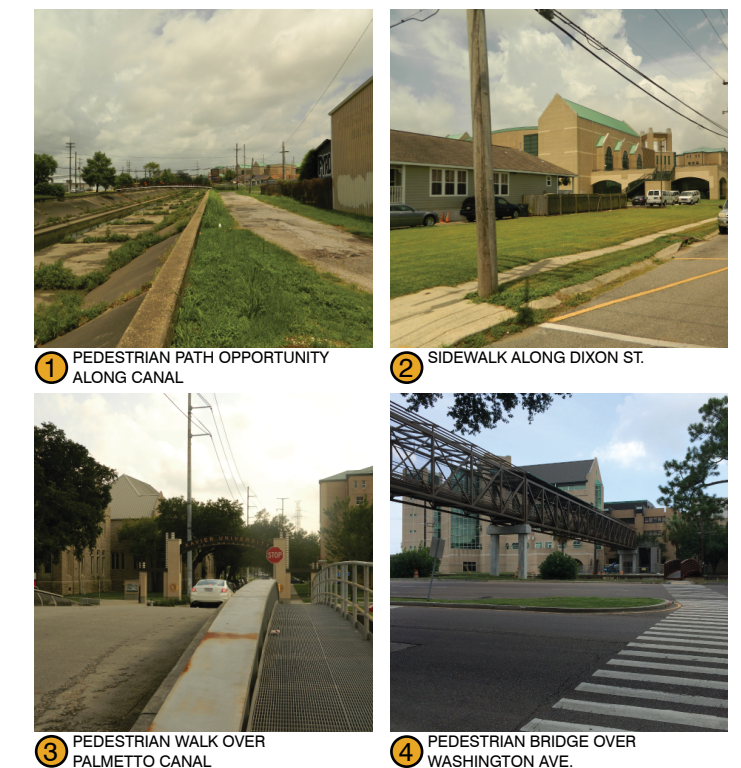 1 PEDESTRIAN PATH OPPORTUNITY
ALONG CANAL
2 SIDEWALK ALONG DIXON ST.
STOP
3 PEDESTRIAN WALK OVER
PALMETTO CANAL
4 PEDESTRIAN BRIDGE OVER
WASHINGTON AVE.